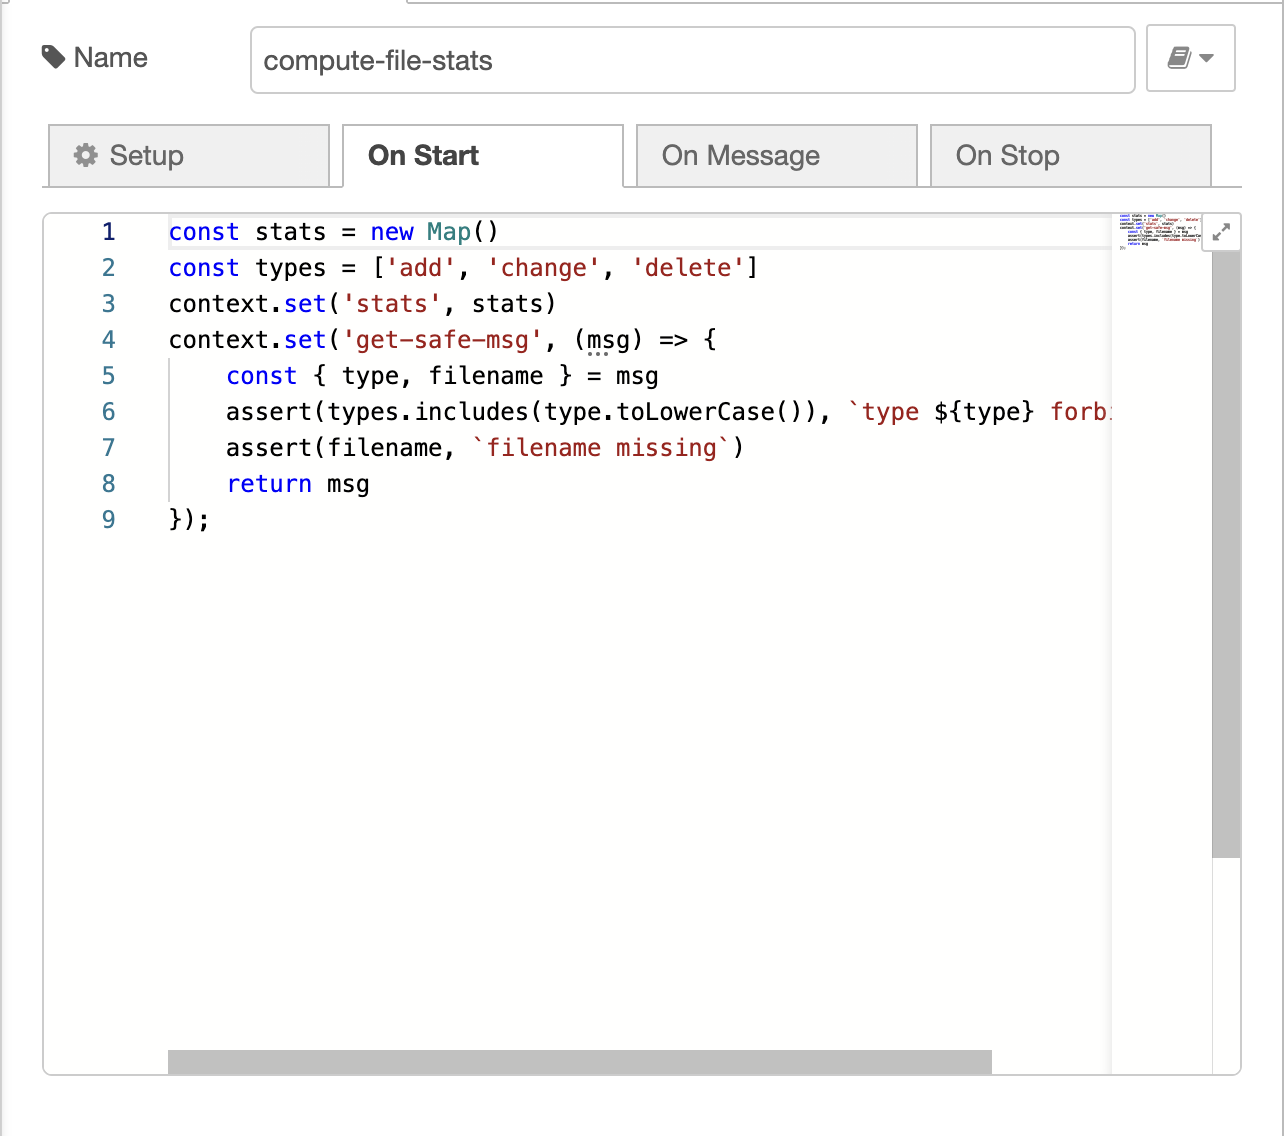 Name
compute-file-stats
Setup
On Start
On Message
On Stop
1 const stats = new Map()
2 const types = ['add', 'change', 'delete']
3 context.set('stats', stats)
4 context.set('get-safe-msg', (msg) => {
5 const { type, filename } = msg
6 assert(types.includes(type.toLowerCase()), `type ${type} forb
7 assert(filename, `filename missing`)
8 return msg
9 });